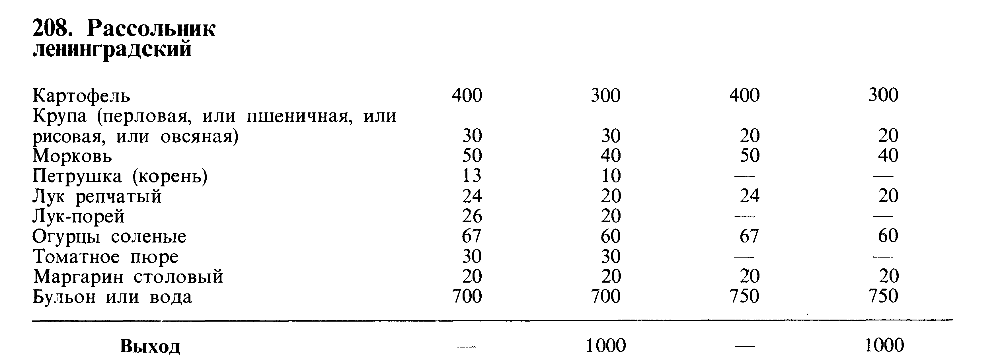 208. Рассольник
ленинградский
Картофель 400 300 400 300
Крупа (перловая, или пшеничная, или
рисовая, или овсяная) 30 30 20 20
Морковь 50 40 50 40
Петрушка (корень) 13 10 — —
Лук репчатый 24 20 24 20
Лук-порей 26 20 — —
Огурцы соленые 67 60 67 60
Томатное пюре 30 30 — —
Маргарин столовый 20 20 20 20
Бульон или вода 700 700 750 750
Выход — 1000 — 1000